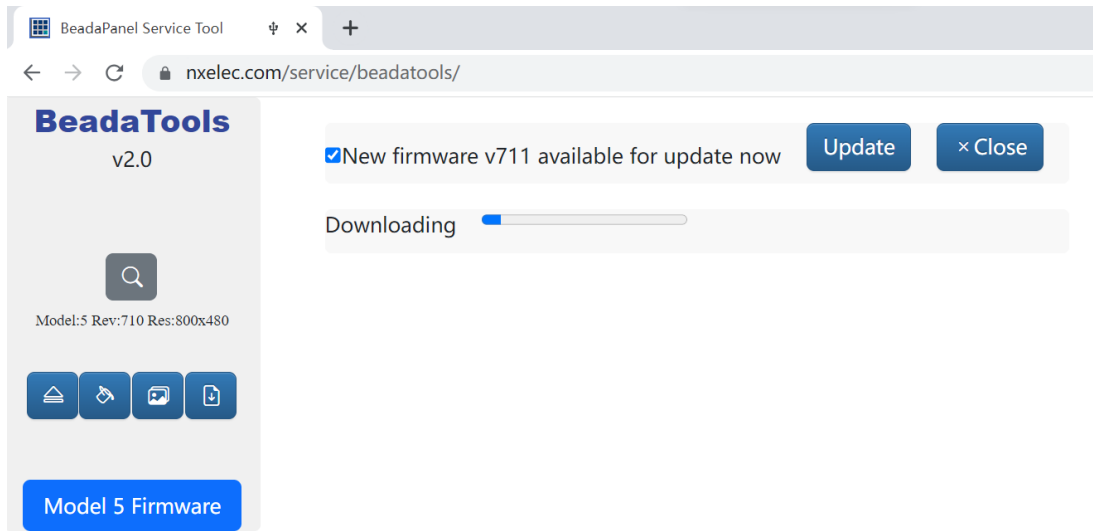 BeadaPanel Service Tool
nxelec.com/service/beadatools/
BeadaTools
v2.0
Model:5 Rev:710 Res:800x480
Model 5 Firmware
New firmware v711 available for update now
Update
× Close
Downloading